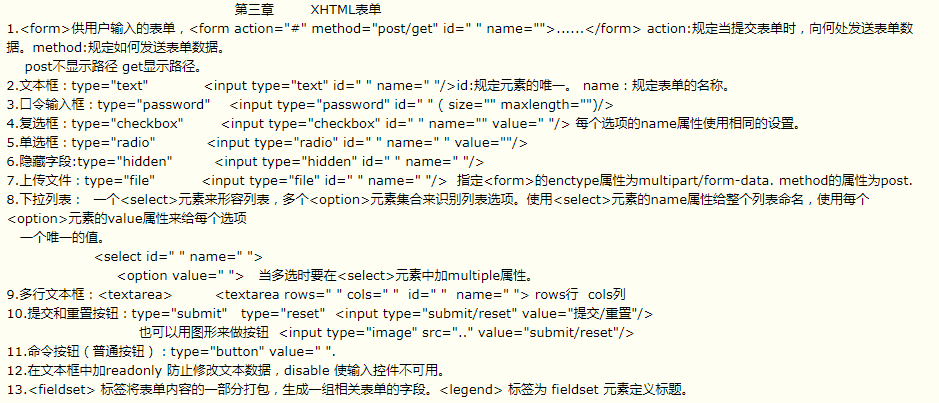 第三章 XHTML表单
1.<form>供用户输入的表单，<form action="#" method="post/get" id=" " name="">……</form> action:规定当提交表单时，向何处发送表单数
据。method:规定如何发送表单数据。
post不显示路径 get显示路径。
2.文本框：type="text" <input type="text" id=" " name=" "/>id:规定元素的唯一。 name：规定表单的名称。
3.口令输入框：type="password" <input type="password" id=" " ( size="" maxlength="")/>
4.复选框：type="checkbox" <input type="checkbox" id=" " name="" value=" "/> 每个选项的name属性使用相同的设置。
5.单选框：type="radio" <input type="radio" id=" " name=" " value=""/>
6.隐藏字段:type="hidden" <input type="hidden" id=" " name=" "/>
7.上传文件：type="file" <input type="file" id=" " name=" "/> 指定<form>的enctype属性为multipart/form-data. method的属性为post.
8.下拉列表： 一个<select>元素来形容列表，多个<option>元素集合来识别列表选项。使用<select>元素的name属性给整个列表命名，使用每个
<option>元素的value属性来给每个选项
一个唯一的值。
<select id=" " name=" ">
<option value=" "> 当多选时要在<select>元素中加multiple属性。
9.多行文本框：<textarea> <textarea rows=" " cols=" " id=" " name=" "> rows行 cols列
10.提交和重置按钮：type="submit" type="reset" <input type="submit/reset" value="提交/重置"/>
也可以用图形来做按钮 <input type="image" src=".." value="submit/reset"/>
11.命令按钮（普通按钮）：type="button" value=" ".
12.在文本框中加readonly 防止修改文本数据，disable 使输入控件不可用。
13.<fieldset> 标签将表单内容的一部分打包，生成一组相关表单的字段。<legend> 标签为 fieldset 元素定义标题。